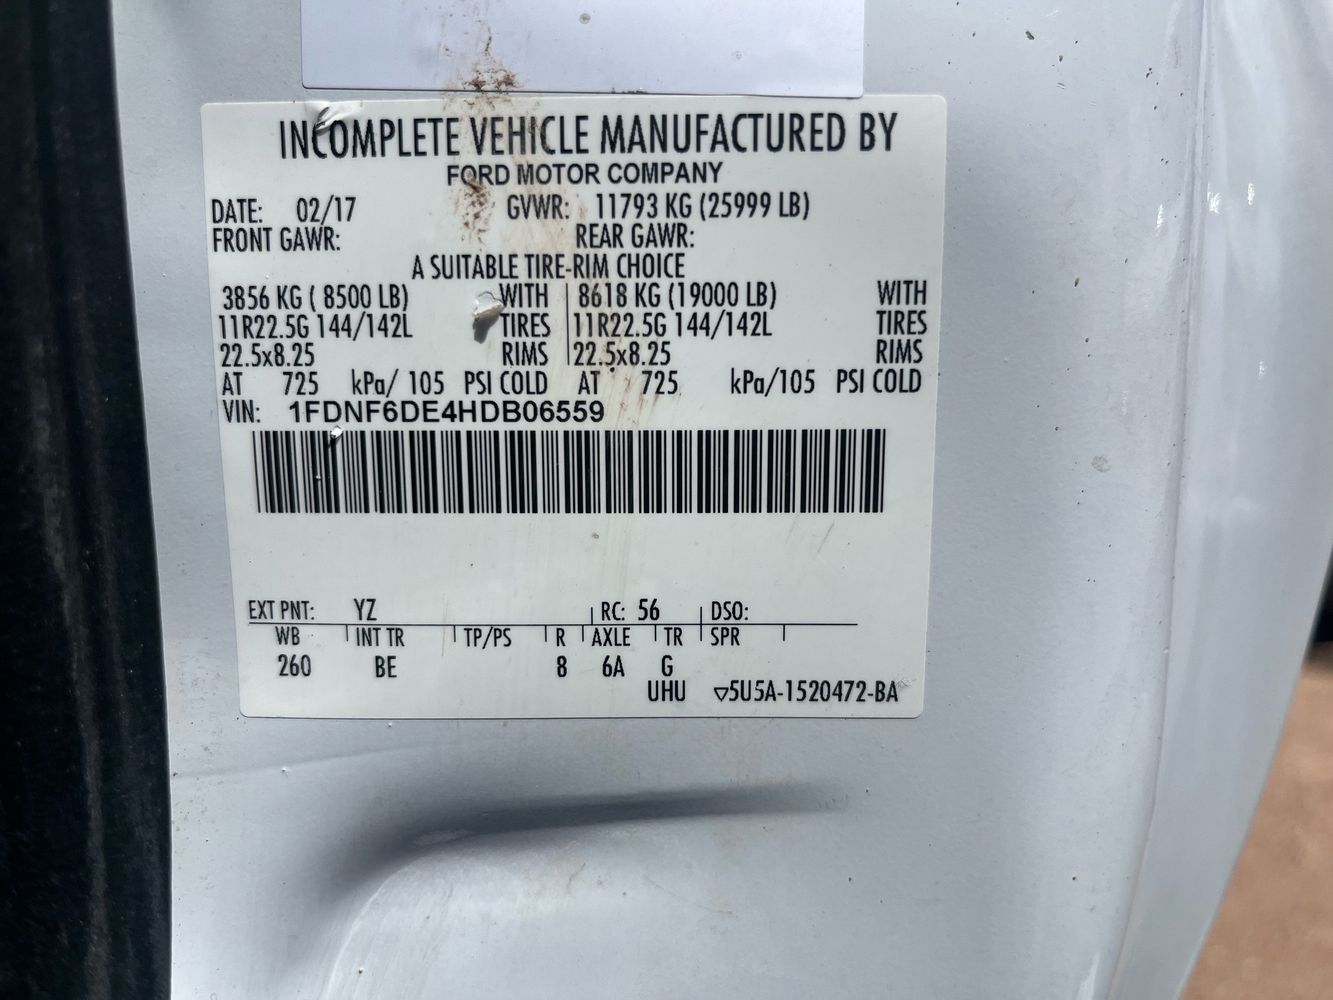 INCOMPLETE VEHICLE MANUFACTURED BY
FORD MOTOR COMPANY
DATE: 02/17 GVWR: 11793 KG (25999 LB)
FRONT GAWR: REAR GAWR:
A SUITABLE TIRE-RIM CHOICE
3856 KG ( 8500 LB) WITH 8618 KG (19000 LB) WITH
11R22.5G 144/142L TIRES 11R22.5G 144/142L TIRES
22.5x8.25 RIMS 22.5x8.25 RIMS
AT 725 kPa/ 105 PSI COLD AT 725 kPa/105 PSI COLD
VIN: 1FDNF6DE4HDB06559
EXT PNT: YZ RC: 56 DSO:
WB INT TR TP/PS R AXLE TR SPR
260 BE 8 6A G
UHU ▽5U5A-1520472-BA